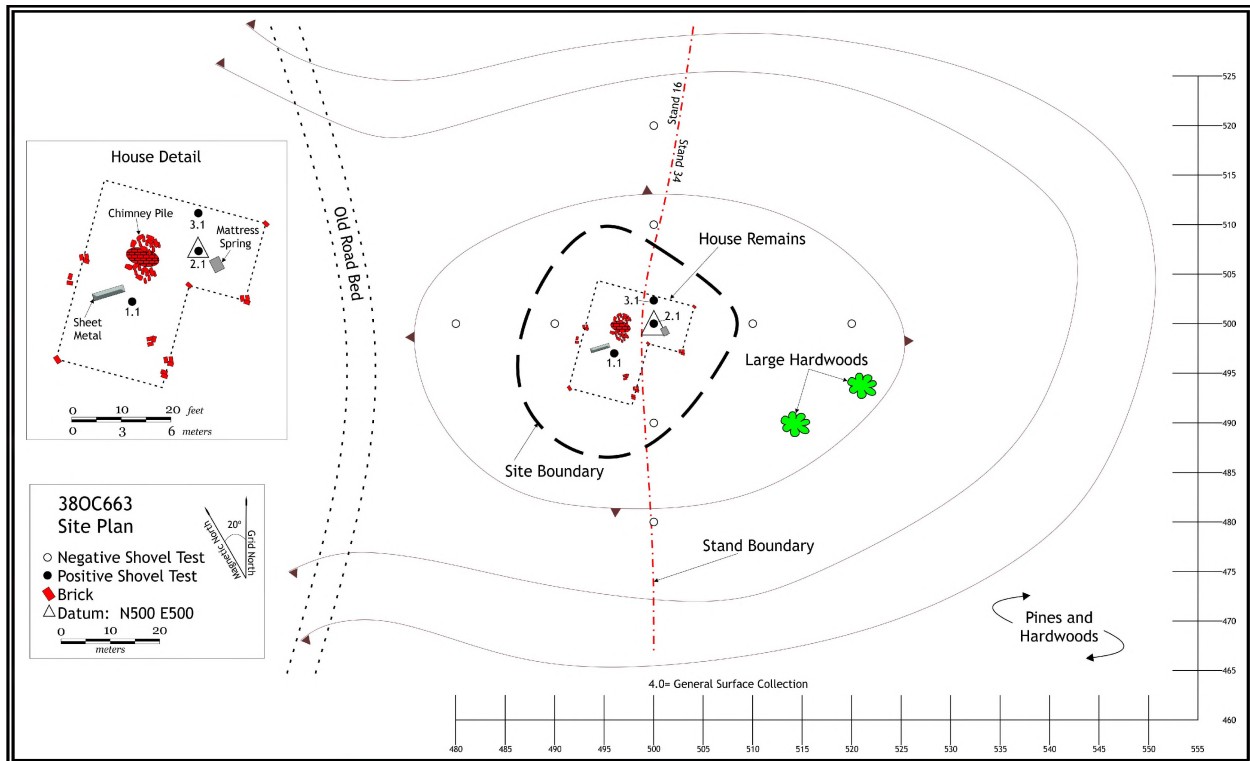 House Detail
Chimney Pile
3.1
Mattress
Spring
2.1
1.1
Sheet
Metal
0 10 20 feet
0 3 6 meters
38OC663
Site Plan
20°
Magnetic North
Grid North
Negative Shovel Test
Positive Shovel Test
Brick
Datum: N500 E500
0 10 20
meters
Old Road Bed
Stand 16
Stand 34
House Remains
3.1
2.1
1.1
Large Hardwoods
Site Boundary
Stand Boundary
Pines and
Hardwoods
4.0= General Surface Collection
525
520
515
510
505
500
495
490
485
480
475
470
465
460
480 485 490 495 500 505 510 515 520 525 530 535 540 545 550 555